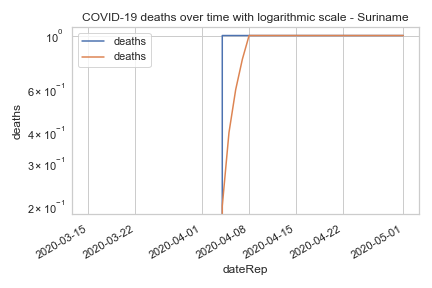 COVID-19 deaths over time with logarithmic scale - Suriname
deaths
deaths
10⁰
6 × 10⁻¹
4 × 10⁻¹
3 × 10⁻¹
2 × 10⁻¹
deaths
2020-03-15
2020-03-22
2020-04-01
2020-04-08
2020-04-15
2020-04-22
2020-05-01
dateRep